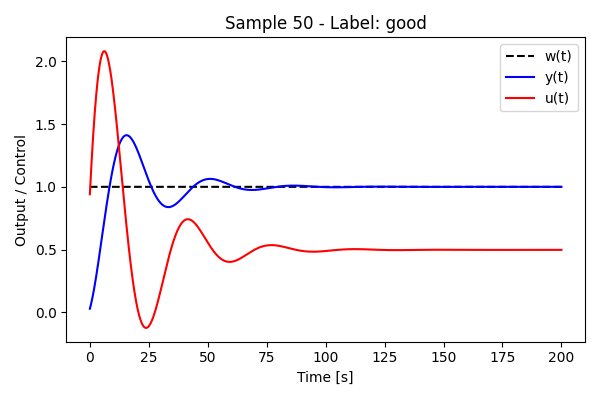 Sample 50 - Label: good
w(t)
y(t)
u(t)
Output / Control
2.0
1.5
1.0
0.5
0.0
0 25 50 75 100 125 150 175 200
Time [s]